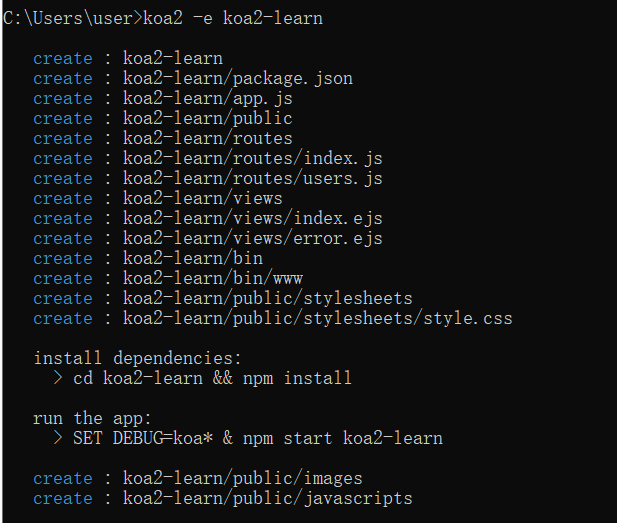 C:\Users\user>koa2 -e koa2-learn
create : koa2-learn
create : koa2-learn/package.json
create : koa2-learn/app.js
create : koa2-learn/public
create : koa2-learn/routes
create : koa2-learn/routes/index.js
create : koa2-learn/routes/users.js
create : koa2-learn/views
create : koa2-learn/views/index.ejs
create : koa2-learn/views/error.ejs
create : koa2-learn/bin
create : koa2-learn/bin/www
create : koa2-learn/public/stylesheets
create : koa2-learn/public/stylesheets/style.css
install dependencies:
> cd koa2-learn && npm install
run the app:
> SET DEBUG=koa* & npm start koa2-learn
create : koa2-learn/public/images
create : koa2-learn/public/javascripts